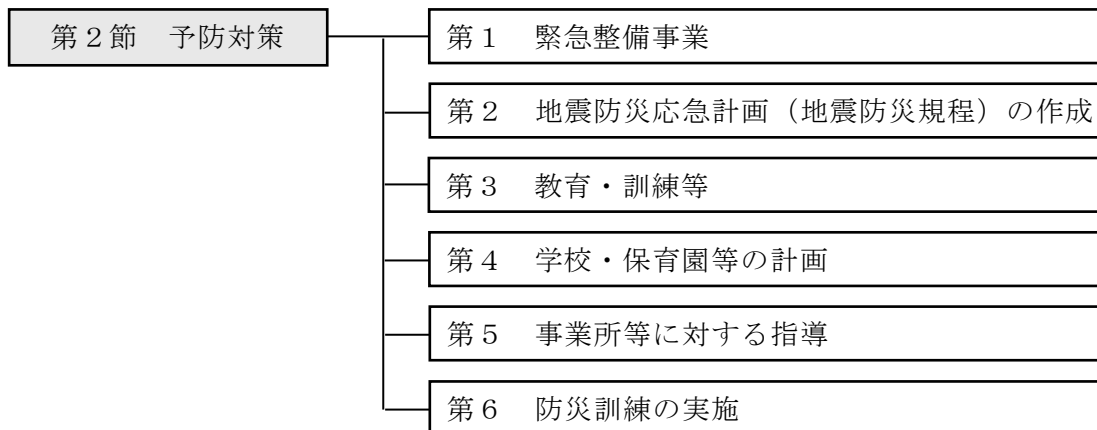 第２節　予防対策
第１　緊急整備事業
第２　地震防災応急計画（地震防災規程）の作成
第３　教育・訓練等
第４　学校・保育園等の計画
第５　事業所等に対する指導
第６　防災訓練の実施